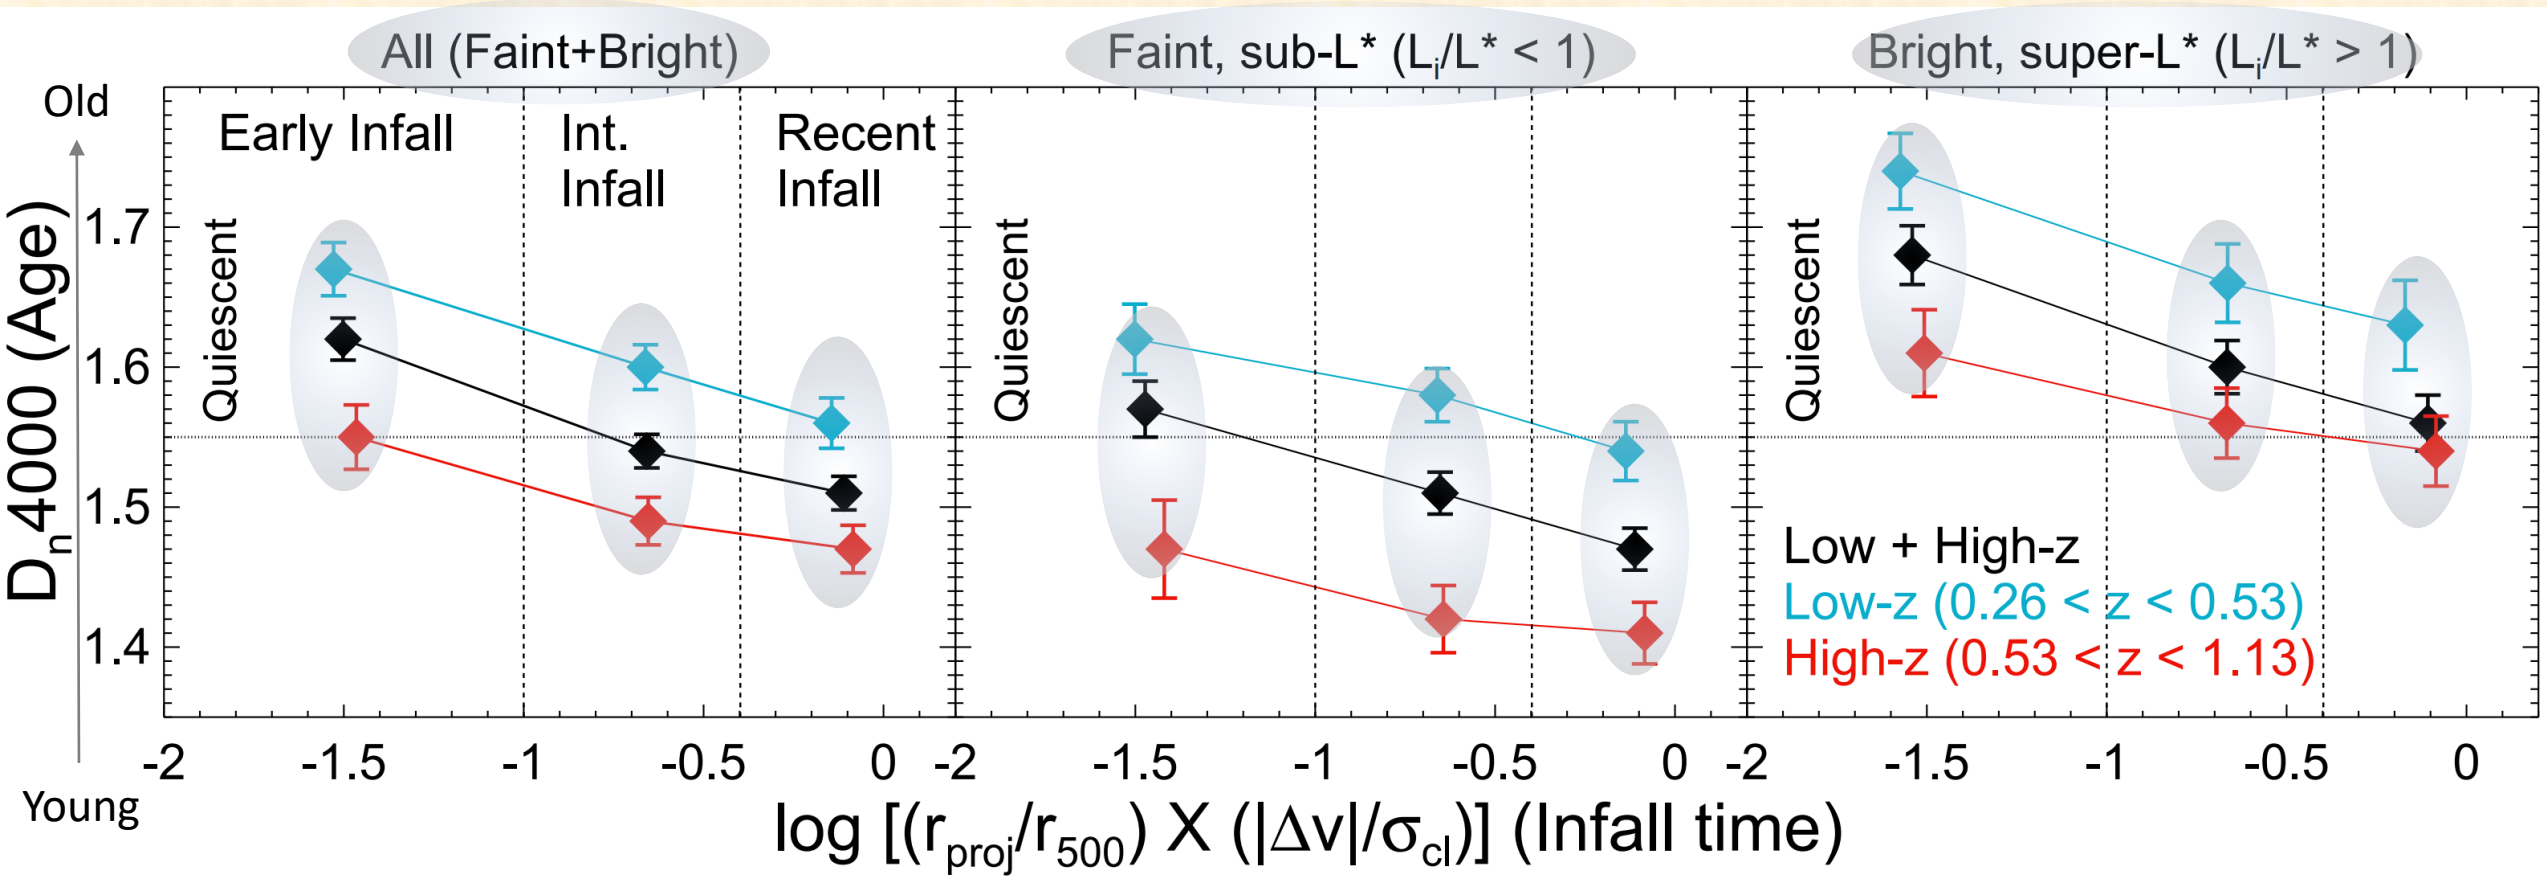 All (Faint+Bright)
Faint, sub-L* (Lᵢ/L* < 1)
Bright, super-L* (Lᵢ/L* > 1)
Old
Early Infall
Int.
Infall
Recent
Infall
Quiescent
Quiescent
Quiescent
Dₙ4000 (Age)
1.7
1.6
1.5
1.4
Low + High-z
Low-z (0.26 < z < 0.53)
High-z (0.53 < z < 1.13)
Young
-2 -1.5 -1 -0.5 0 -2 -1.5 -1 -0.5 0 -2 -1.5 -1 -0.5 0
log [(r_proj/r_500) X (|Δv|/σ_cl)] (Infall time)